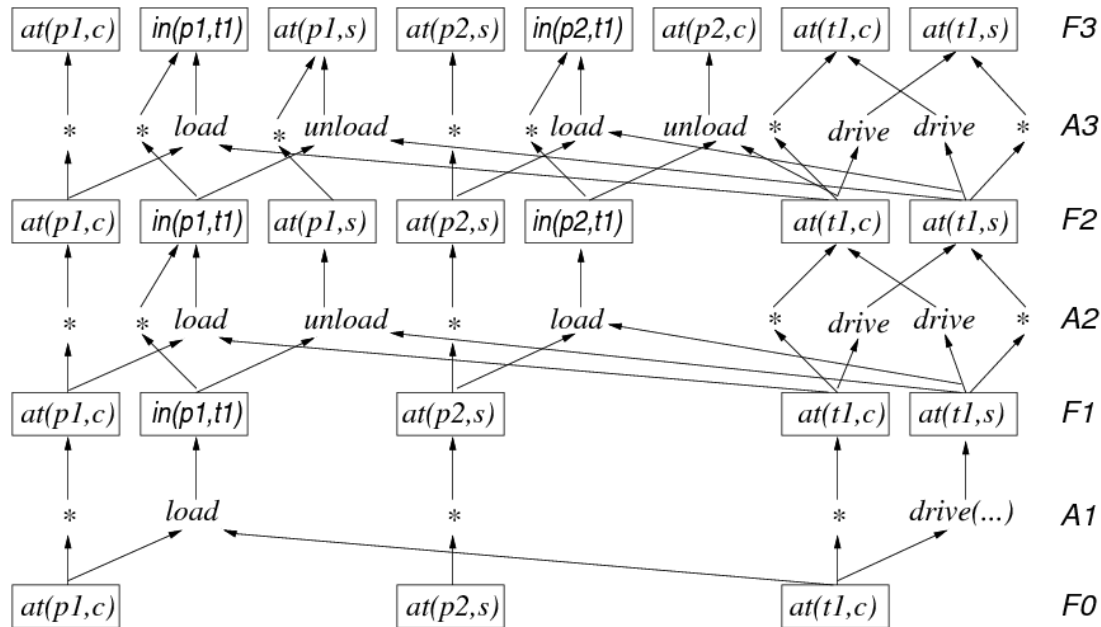 at(p1,c) in(p1,t1) at(p1,s) at(p2,s) in(p2,t1) at(p2,c) at(t1,c) at(t1,s) F3
* * load * unload * * load unload * drive drive * A3
at(p1,c) in(p1,t1) at(p1,s) at(p2,s) in(p2,t1) at(t1,c) at(t1,s) F2
* * load unload * load * drive drive * A2
at(p1,c) in(p1,t1) at(p2,s) at(t1,c) at(t1,s) F1
* load * * drive(...) A1
at(p1,c) at(p2,s) at(t1,c) F0